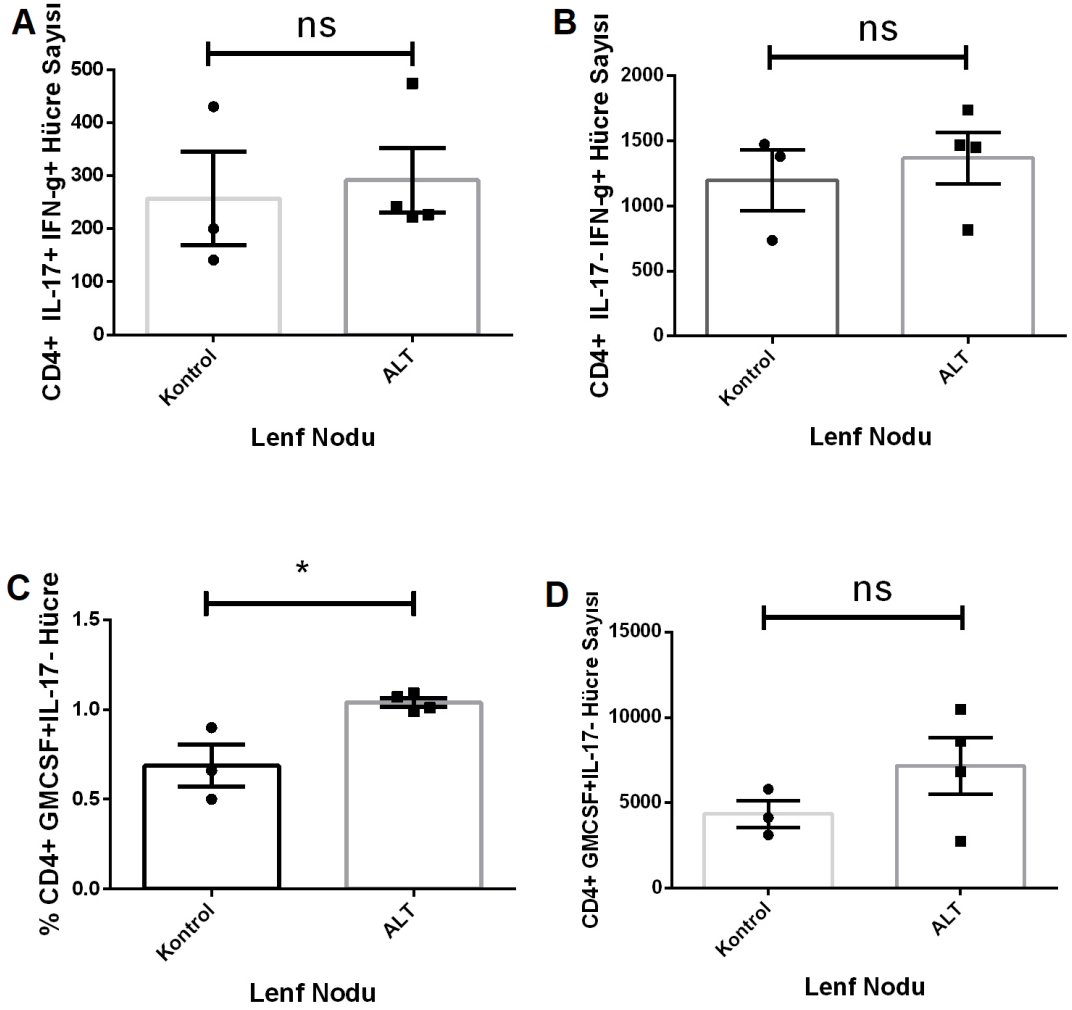 A
ns
CD4+ IL-17+ IFN-g+ Hücre Sayısı
500
400
300
200
100
0
Kontrol
ALT
Lenf Nodu
B
ns
CD4+ IL-17- IFN-g+ Hücre Sayısı
2000
1500
1000
500
0
Kontrol
ALT
Lenf Nodu
C
*
% CD4+ GMCSF+IL-17- Hücre
1.5
1.0
0.5
0.0
Kontrol
ALT
Lenf Nodu
D
ns
CD4+ GMCSF+IL-17- Hücre Sayısı
15000
10000
5000
0
Kontrol
ALT
Lenf Nodu